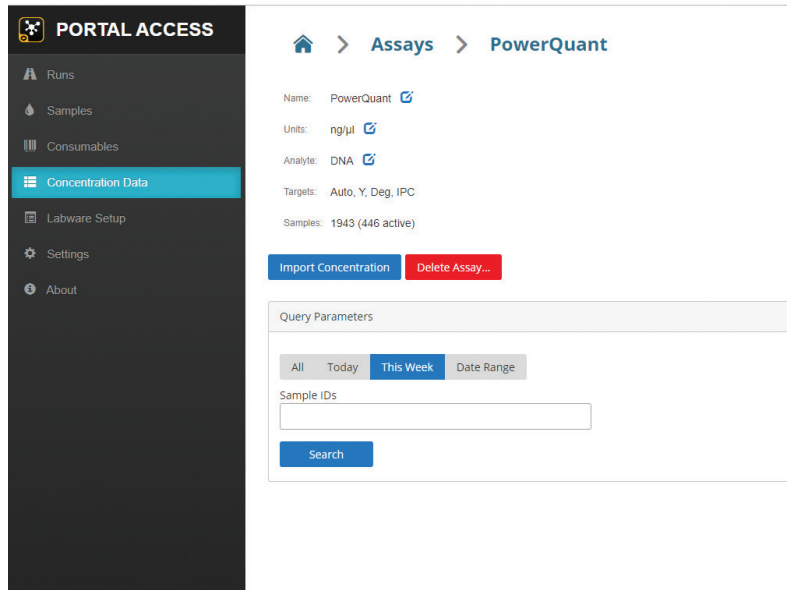 PORTAL ACCESS
Runs
Samples
Consumables
Concentration Data
Labware Setup
Settings
About
Assays PowerQuant
Name: PowerQuant
Units: ng/µl
Analyte: DNA
Targets: Auto, Y, Deg, IPC
Samples: 1943 (446 active)
Import Concentration Delete Assay...
Query Parameters
All Today This Week Date Range
Sample IDs
Search